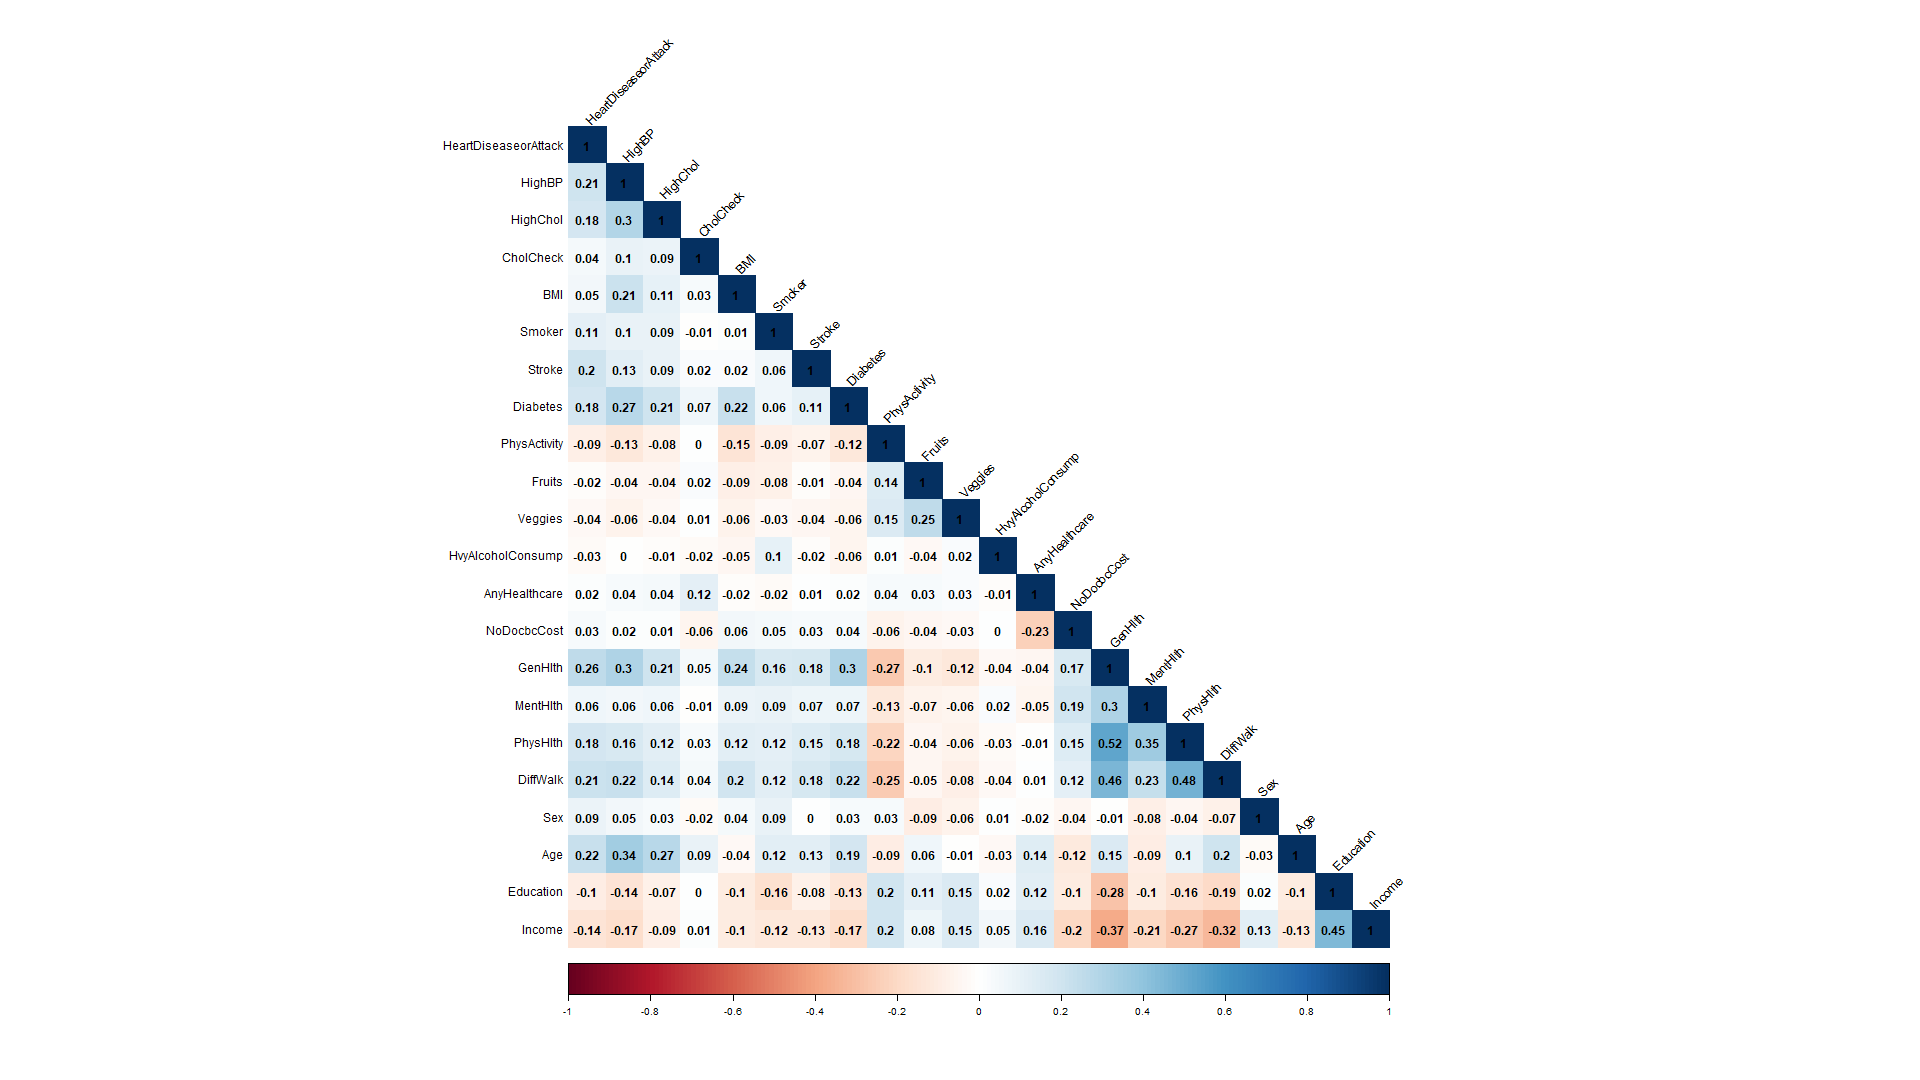 HeartDiseaseorAttack
HeartDiseaseorAttack 1 HighBP
HighBP 0.21 1 HighChol
HighChol 0.18 0.3 1 CholCheck
CholCheck 0.04 0.1 0.09 1 BMI
BMI 0.05 0.21 0.11 0.03 1 Smoker
Smoker 0.11 0.1 0.09 -0.01 0.01 1 Stroke
Stroke 0.2 0.13 0.09 0.02 0.02 0.06 1 Diabetes
Diabetes 0.18 0.27 0.21 0.07 0.22 0.06 0.11 1 PhysActivity
PhysActivity -0.09 -0.13 -0.08 0 -0.15 -0.09 -0.07 -0.12 1 Fruits
Fruits -0.02 -0.04 -0.04 0.02 -0.09 -0.08 -0.01 -0.04 0.14 1 Veggies
Veggies -0.04 -0.06 -0.04 0.01 -0.06 -0.03 -0.04 -0.06 0.15 0.25 1 HvyAlcoholConsump
HvyAlcoholConsump -0.03 0 -0.01 -0.02 -0.05 0.1 -0.02 -0.06 0.01 -0.04 0.02 1 AnyHealthcare
AnyHealthcare 0.02 0.04 0.04 0.12 -0.02 -0.02 0.01 0.02 0.04 0.03 0.03 -0.01 1 NoDocbcCost
NoDocbcCost 0.03 0.02 0.01 -0.06 0.06 0.05 0.03 0.04 -0.06 -0.04 -0.03 0 -0.23 1 GenHlth
GenHlth 0.26 0.3 0.21 0.05 0.24 0.16 0.18 0.3 -0.27 -0.1 -0.12 -0.04 -0.04 0.17 1 MentHlth
MentHlth 0.06 0.06 0.06 -0.01 0.09 0.09 0.07 0.07 -0.13 -0.07 -0.06 0.02 -0.05 0.19 0.3 1 PhysHlth
PhysHlth 0.18 0.16 0.12 0.03 0.12 0.12 0.15 0.18 -0.22 -0.04 -0.06 -0.03 -0.01 0.15 0.52 0.35 1 DiffWalk
DiffWalk 0.21 0.22 0.14 0.04 0.2 0.12 0.18 0.22 -0.25 -0.05 -0.08 -0.04 0.01 0.12 0.46 0.23 0.48 1 Sex
Sex 0.09 0.05 0.03 -0.02 0.04 0.09 0 0.03 0.03 -0.09 -0.06 0.01 -0.02 -0.04 -0.01 -0.08 -0.04 -0.07 1 Age
Age 0.22 0.34 0.27 0.09 -0.04 0.12 0.13 0.19 -0.09 0.06 -0.01 -0.03 0.14 -0.12 0.15 -0.09 0.1 0.2 -0.03 1 Education
Education -0.1 -0.14 -0.07 0 -0.1 -0.16 -0.08 -0.13 0.2 0.11 0.15 0.02 0.12 -0.1 -0.28 -0.1 -0.16 -0.19 0.02 -0.1 1 Income
Income -0.14 -0.17 -0.09 0.01 -0.1 -0.12 -0.13 -0.17 0.2 0.08 0.15 0.05 0.16 -0.2 -0.37 -0.21 -0.27 -0.32 0.13 -0.13 0.45 1
-1 -0.8 -0.6 -0.4 -0.2 0 0.2 0.4 0.6 0.8 1